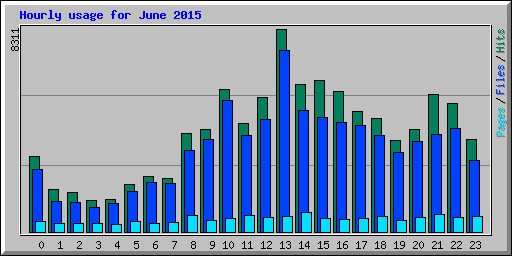 Hourly usage for June 2015
8311
Pages/Files/Hits
0 1 2 3 4 5 6 7 8 9 10 11 12 13 14 15 16 17 18 19 20 21 22 23